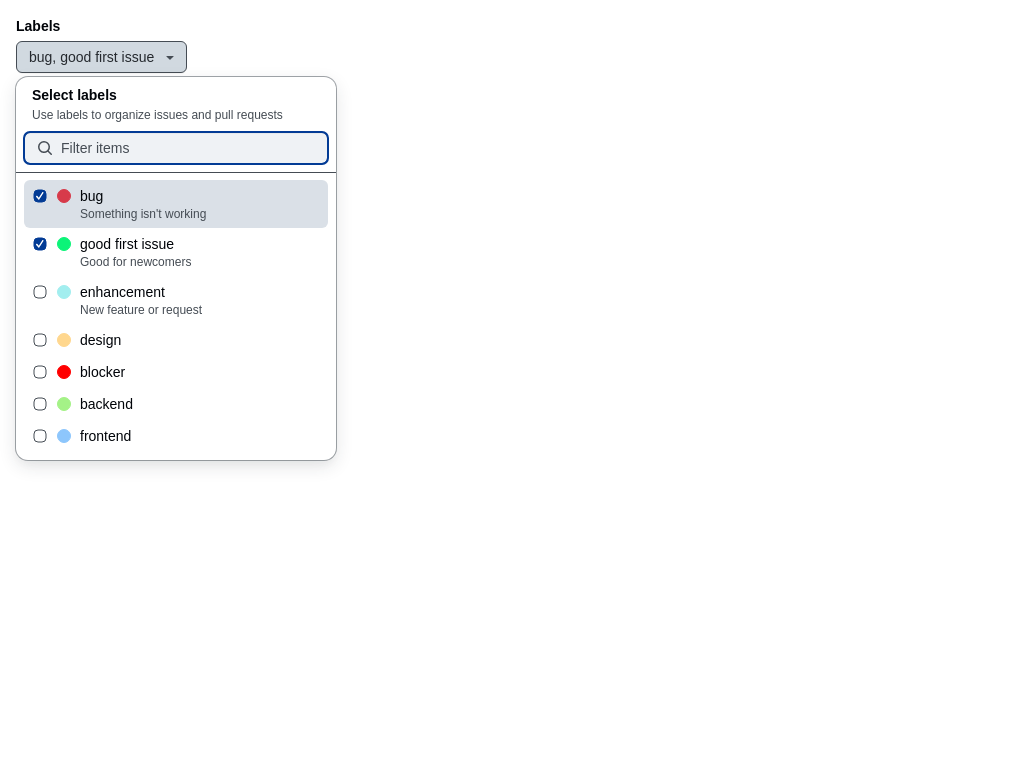 Labels
bug, good first issue
Select labels
Use labels to organize issues and pull requests
Filter items
bug
Something isn't working
good first issue
Good for newcomers
enhancement
New feature or request
design
blocker
backend
frontend